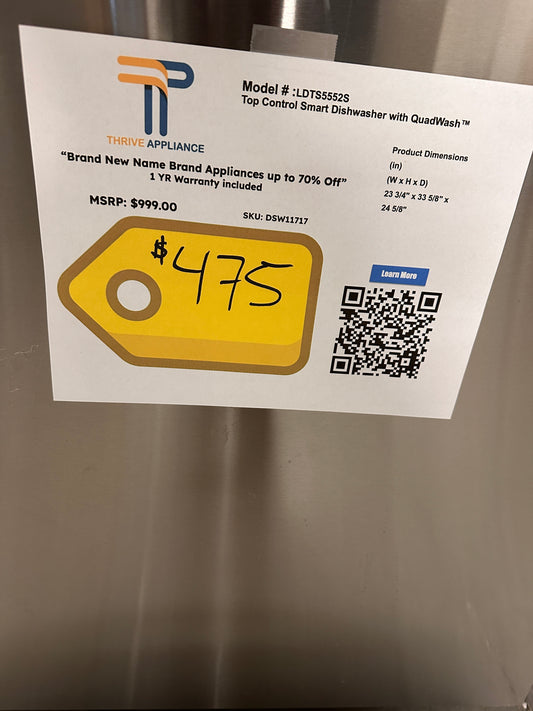 TP
THRIVE APPLIANCE
Model # :LDTS5552S
Top Control Smart Dishwasher with QuadWash™
"Brand New Name Brand Appliances up to 70% Off"
1 YR Warranty included
MSRP: $999.00
SKU: DSW11717
$475
Product Dimensions
(in)
(W x H x D)
23 3/4" x 33 5/8" x
24 5/8"
Learn More